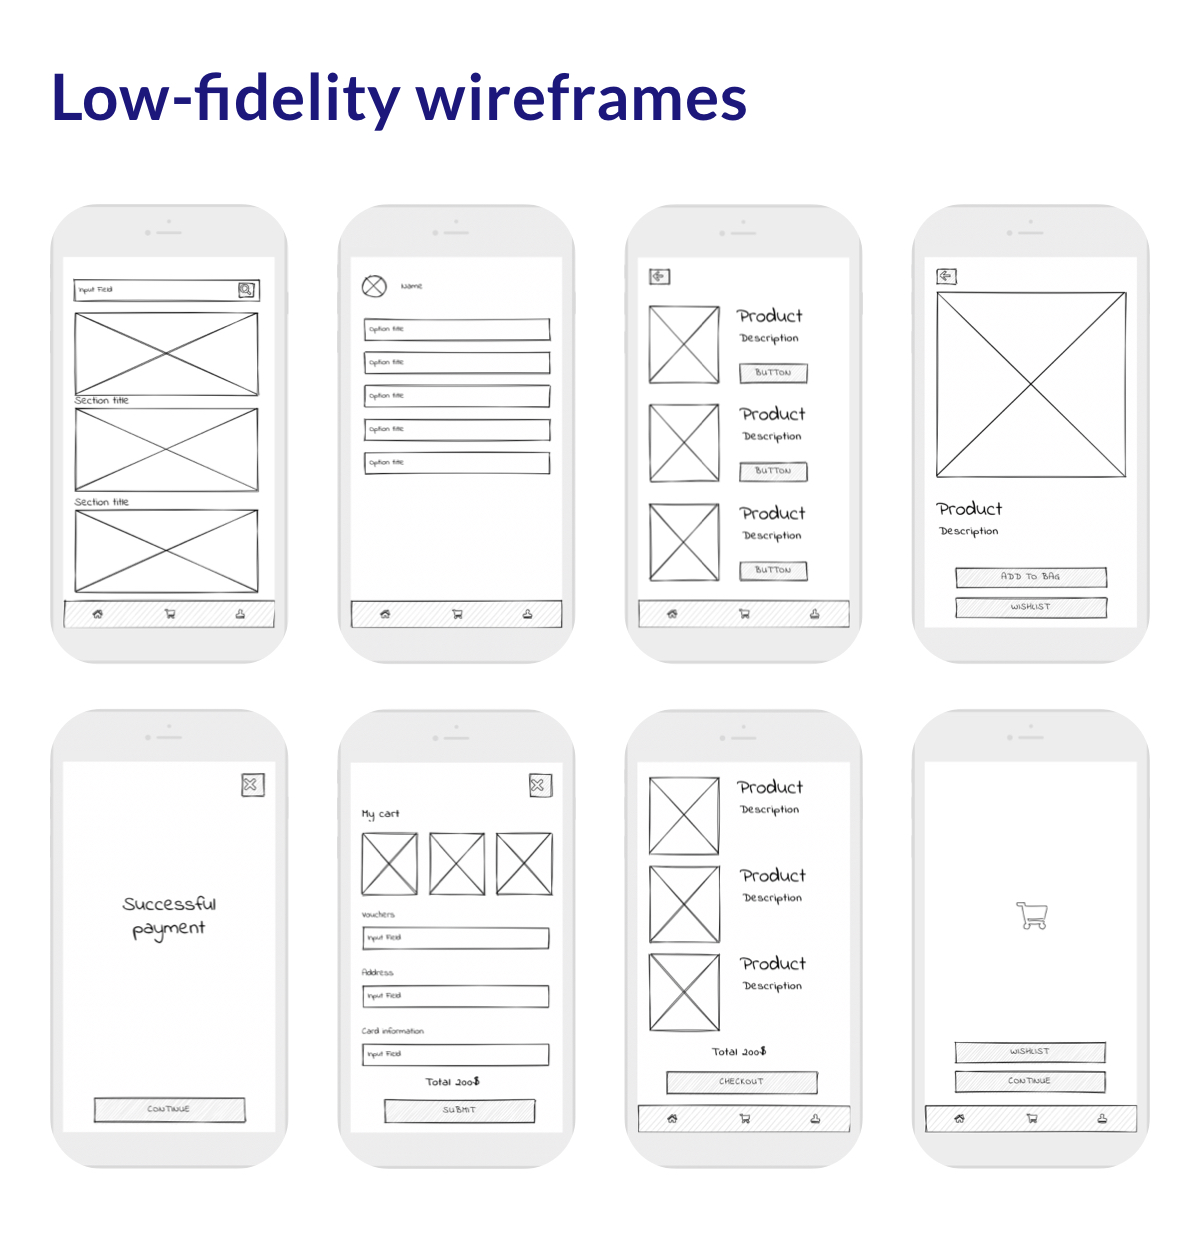 Low-fidelity wireframes
Input Field
Section title
Section title
Name
Option title
Option title
Option title
Option title
Option title
Product
Description
BUTTON
Product
Description
BUTTON
Product
Description
BUTTON
Product
Description
ADD TO BAG
WISHLIST
Successful
payment
CONTINUE
My cart
Vouchers
Input Field
Address
Input Field
Card information
Input Field
Total 200$
SUBMIT
Product
Description
Product
Description
Product
Description
Total 200$
CHECKOUT
WISHLIST
CONTINUE